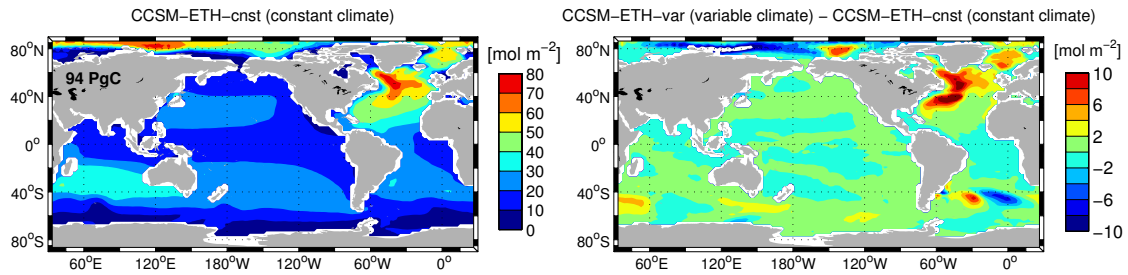 CCSM−ETH−cnst (constant climate)
CCSM−ETH−var (variable climate) − CCSM−ETH−cnst (constant climate)
80°N
40°N
0°
40°S
80°S
94 PgC
60°E 120°E 180°W 120°W 60°W 0°
[mol m−2]
80
70
60
50
40
30
20
10
0
80°N
40°N
0°
40°S
80°S
60°E 120°E 180°W 120°W 60°W 0°
[mol m−2]
10
6
2
−2
−6
−10